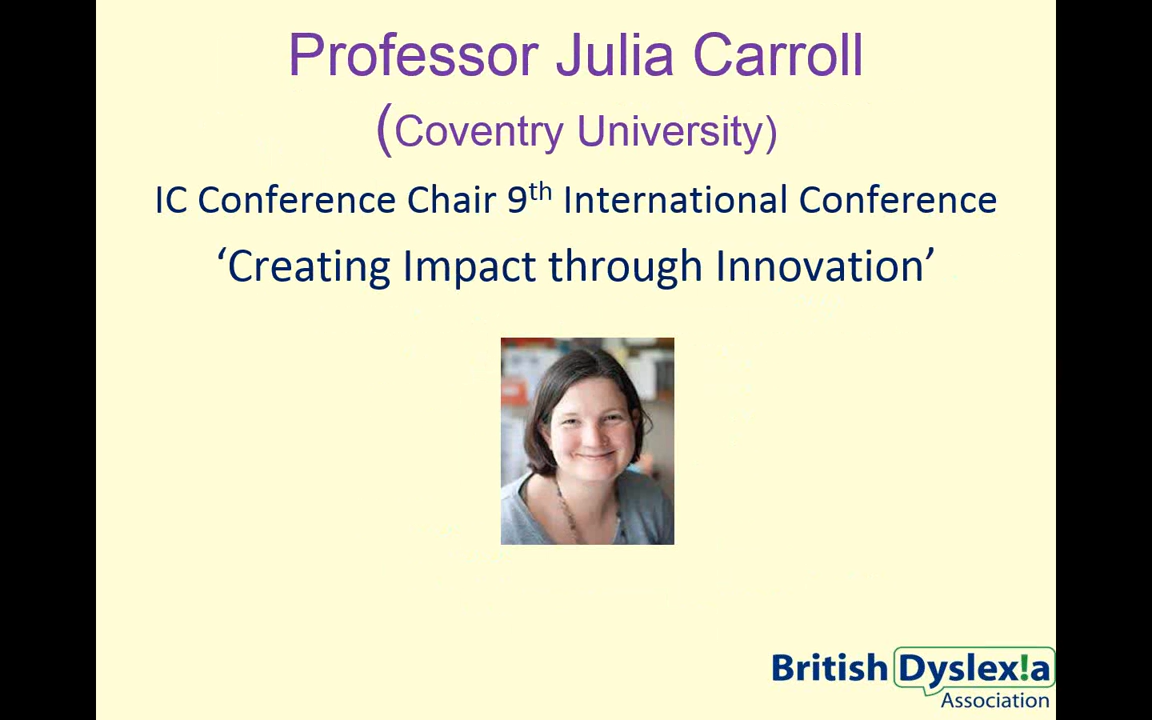 Professor Julia Carroll
(Coventry University)
IC Conference Chair 9th International Conference
‘Creating Impact through Innovation’
British Dyslex!a
Association